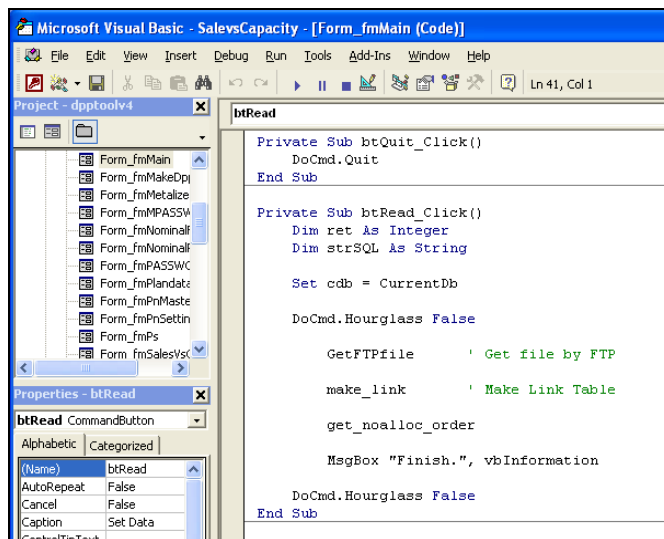 Microsoft Visual Basic - SalevsCapacity - [Form_fmMain (Code)]
File Edit View Insert Debug Run Tools Add-Ins Window Help
Ln 41, Col 1
Project - dpptoolv4
Form_fmMain
Form_fmMakeDp
Form_fmMetalize
Form_fmMPASSW
Form_fmNominal
Form_fmNominal
Form_fmPASSWO
Form_fmPlandata
Form_fmPnMaste
Form_fmPnSettin
Form_fmPs
Form_fmSalesVs
Properties - btRead
btRead CommandButton
Alphabetic Categorized
(Name) btRead
AutoRepeat False
Cancel False
Caption Set Data
ControlTipText
btRead
Private Sub btQuit_Click()
DoCmd.Quit
End Sub
Private Sub btRead_Click()
Dim ret As Integer
Dim strSQL As String
Set cdb = CurrentDb
DoCmd.Hourglass False
GetFTPfile ' Get file by FTP
make_link ' Make Link Table
get_noalloc_order
MsgBox "Finish.", vbInformation
DoCmd.Hourglass False
End Sub